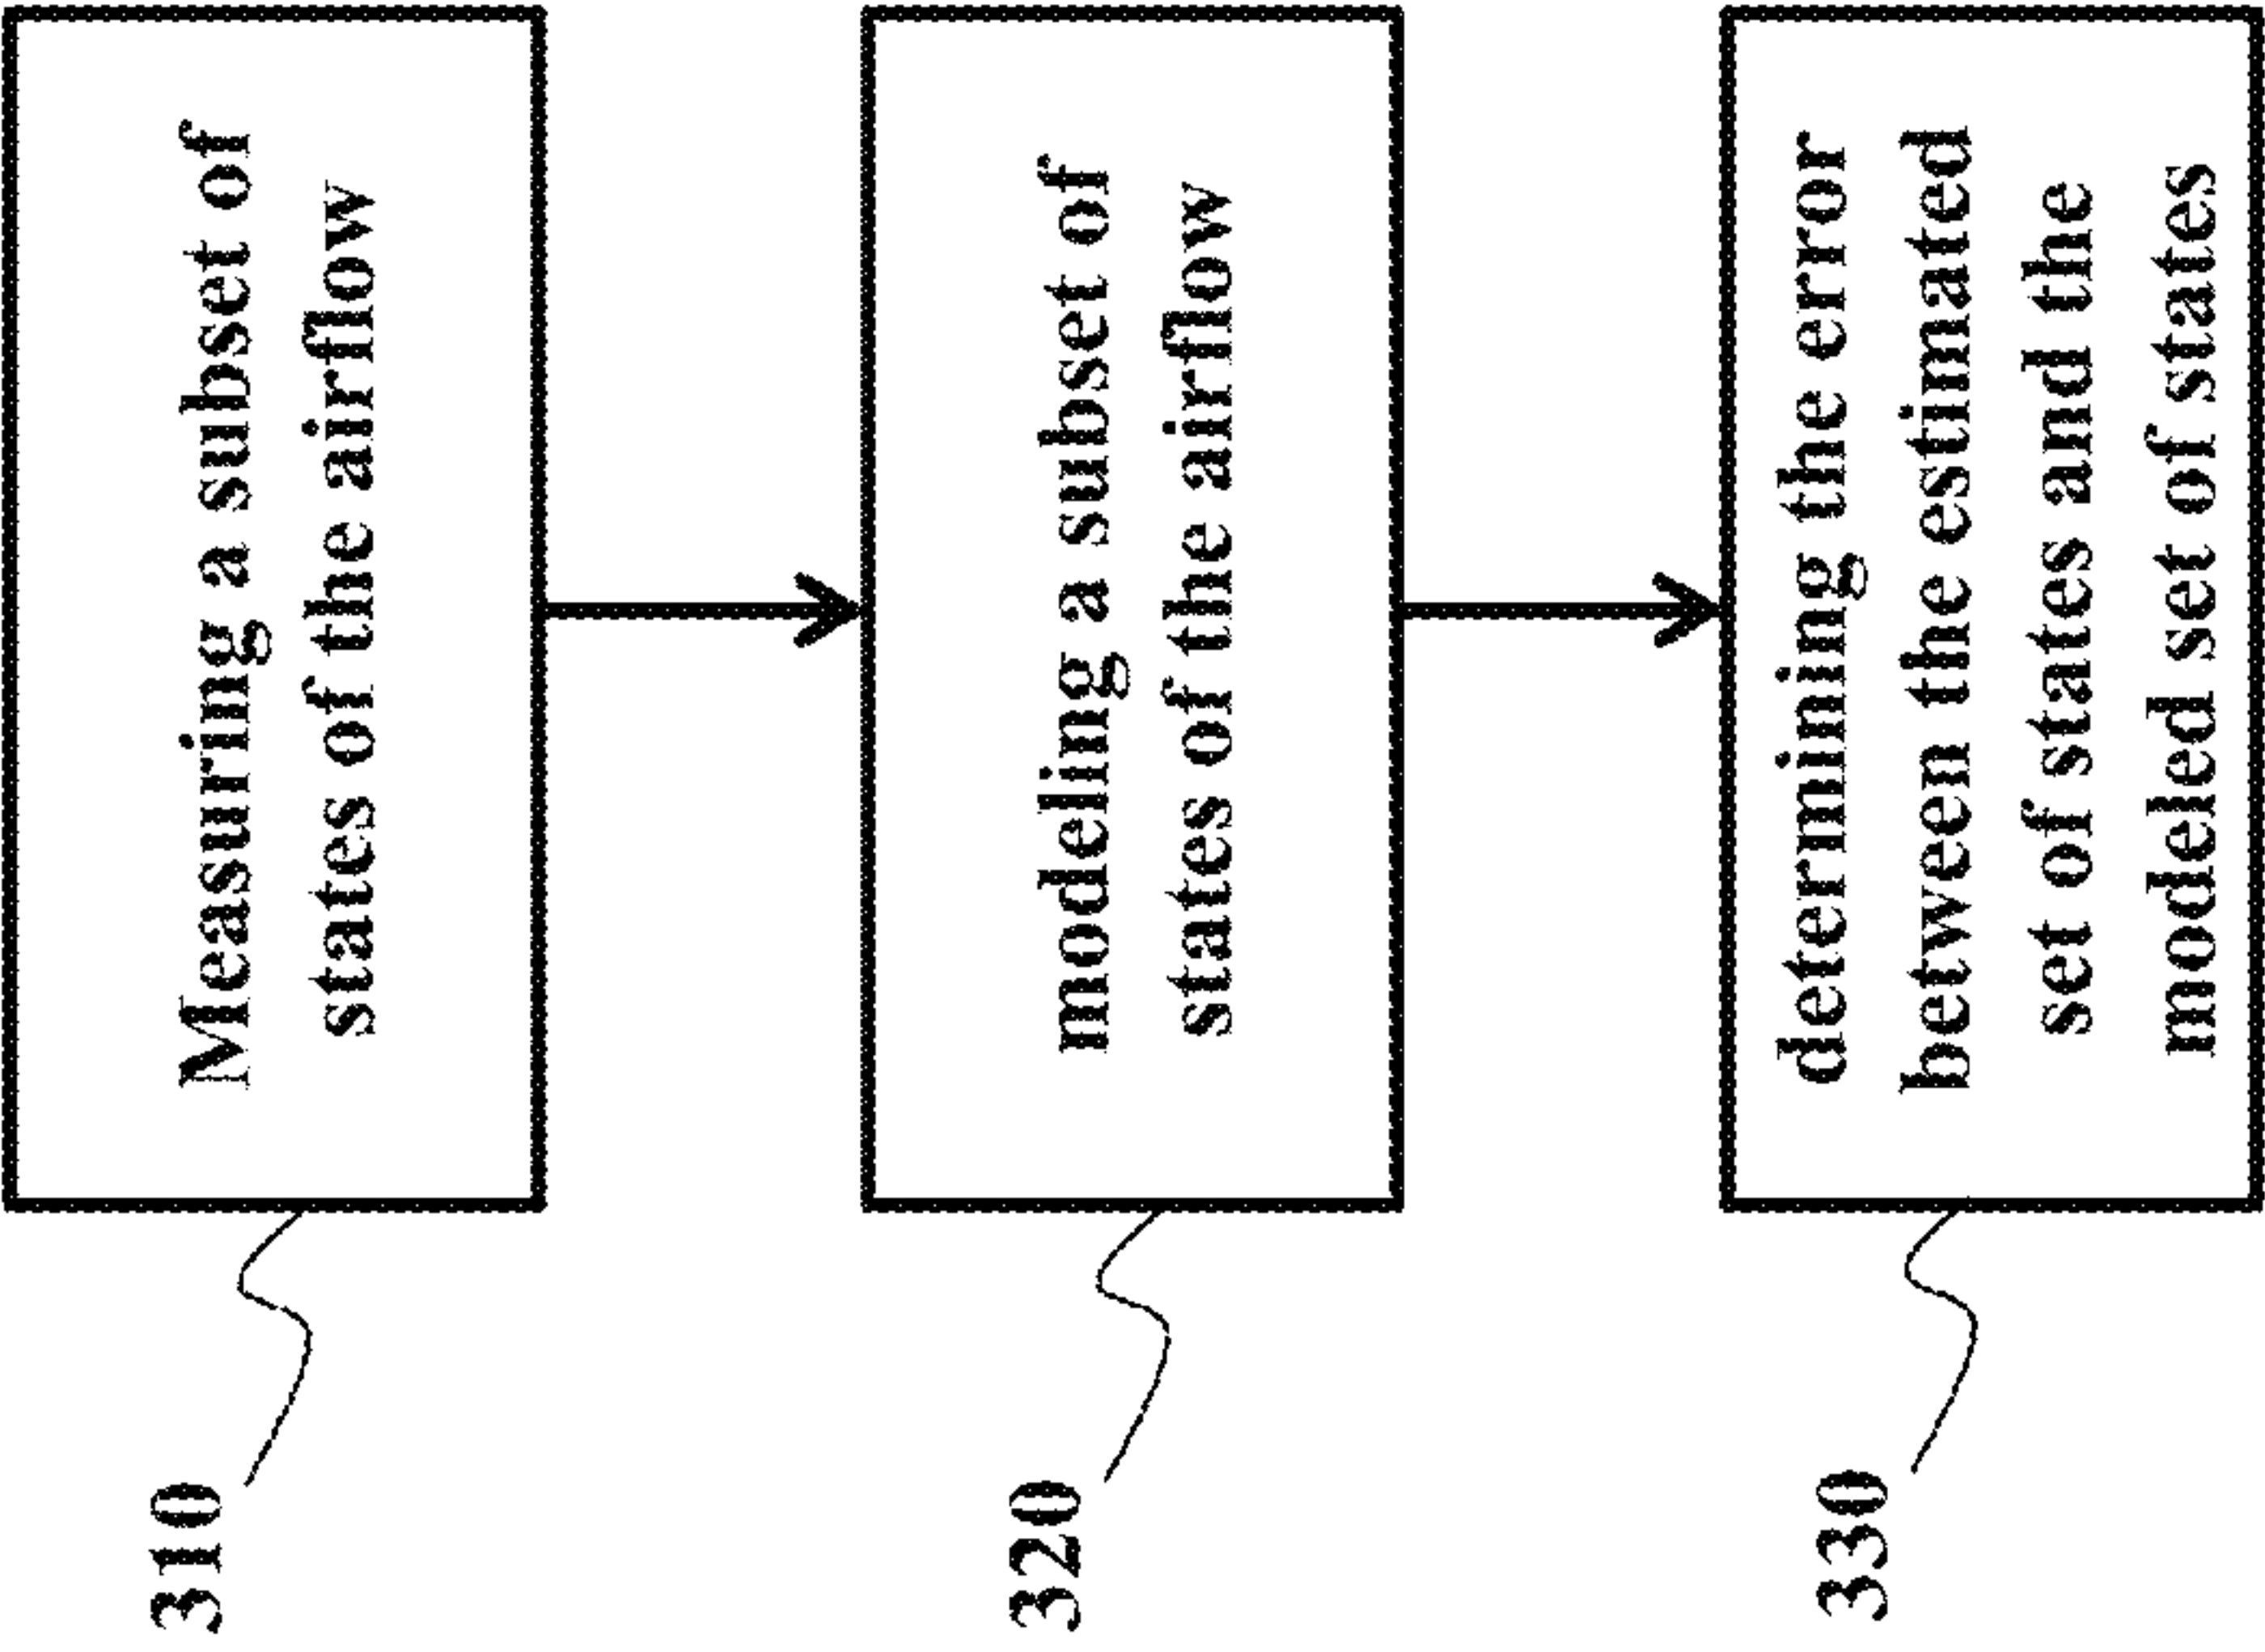 310
Measuring a subset of
states of the airflow
320
modeling a subset of
states of the airflow
330
determining the error
between the estimated
set of states and the
modeled set of states